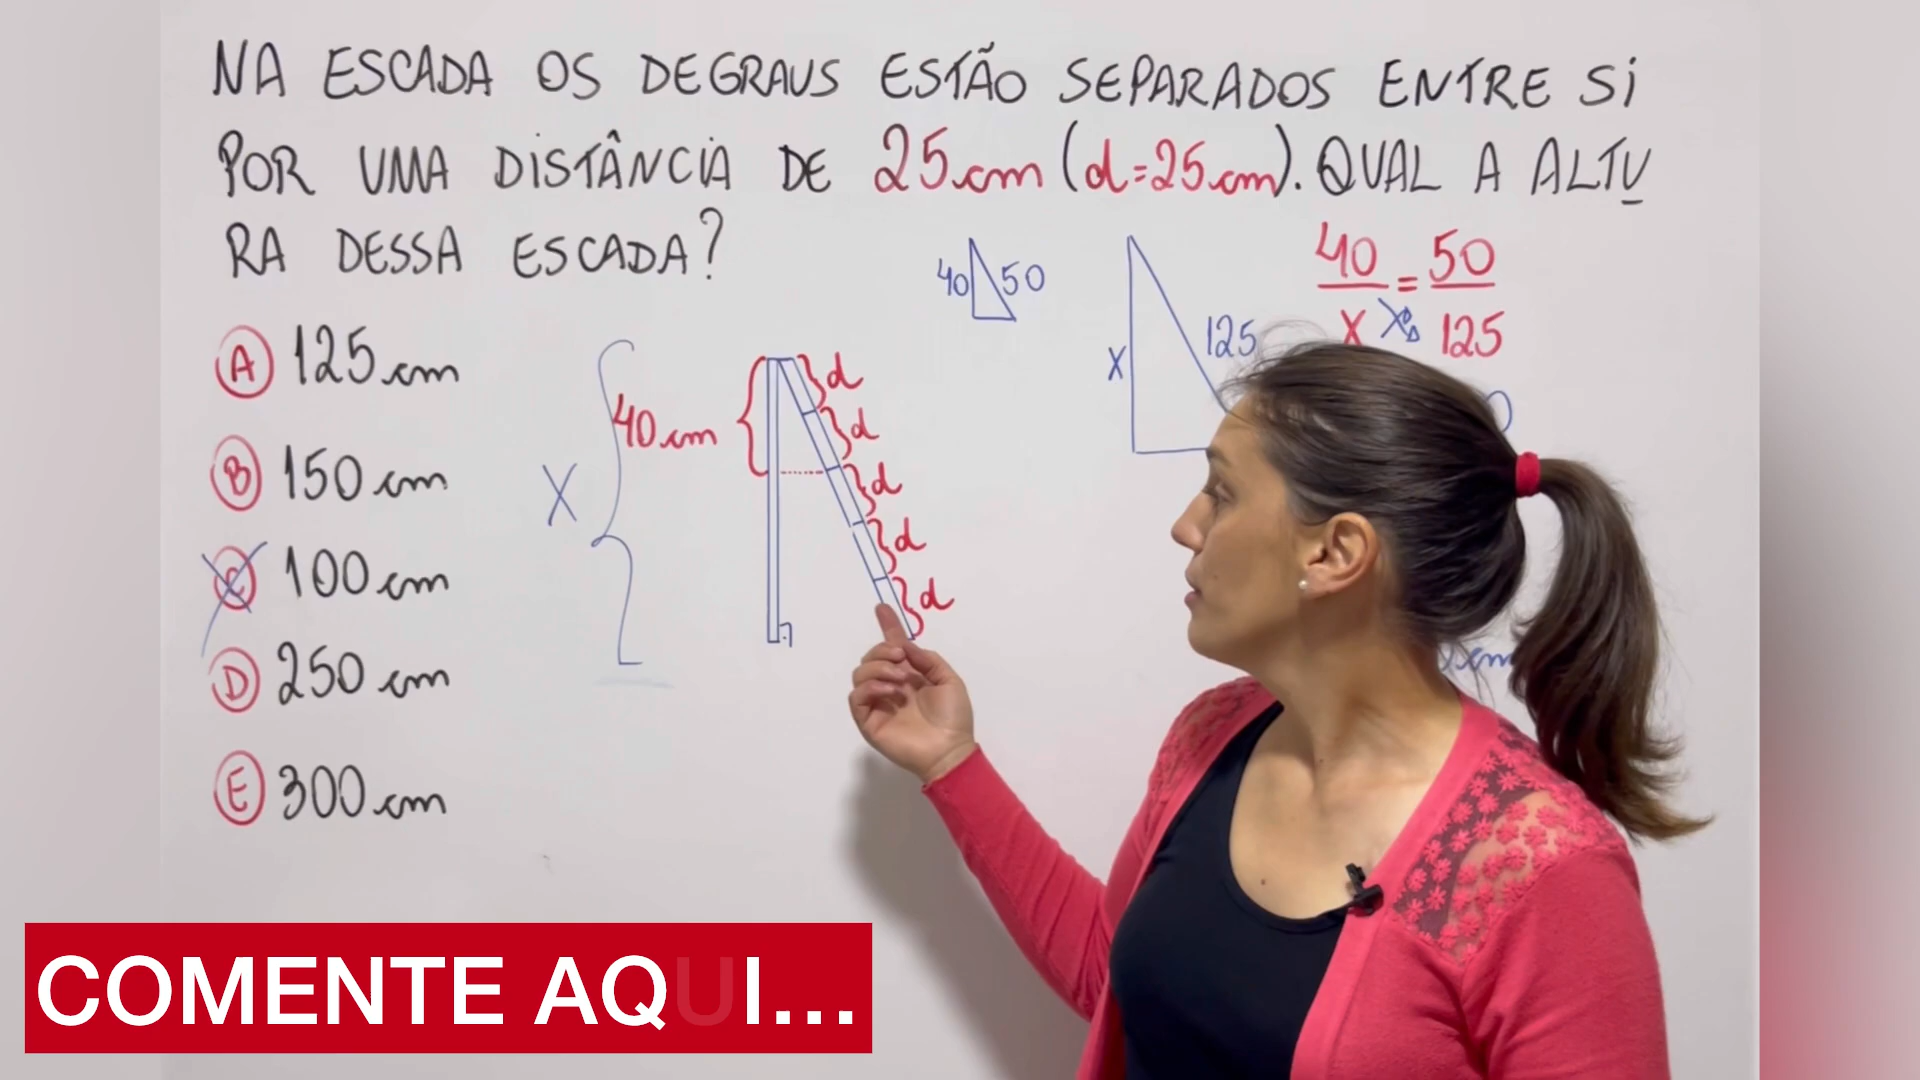 NA ESCADA OS DEGRAUS ESTÃO SEPARADOS ENTRE SI
POR UMA DISTÂNCIA DE 25cm (d=25cm). QUAL A ALTU
RA DESSA ESCADA?
40 50
40 = 50
X 125
X 125
A 125cm
B 150cm
C 100cm
D 250cm
E 300cm
X 40cm
d
d
d
d
d
cm
COMENTE AQUI...